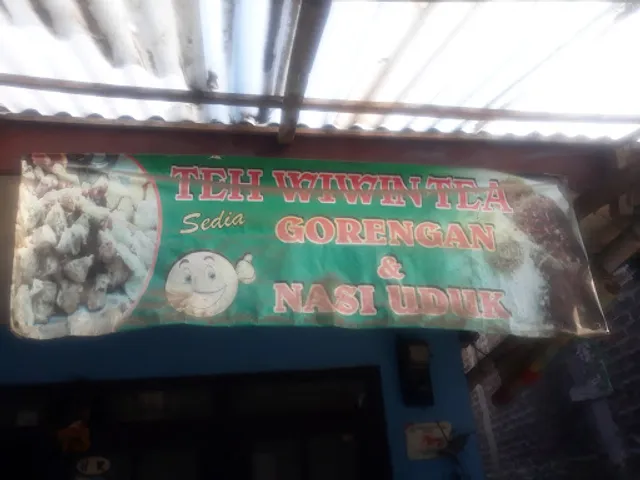 TEH WIWIN TEA
Sedia
GORENGAN
&
NASI UDUK